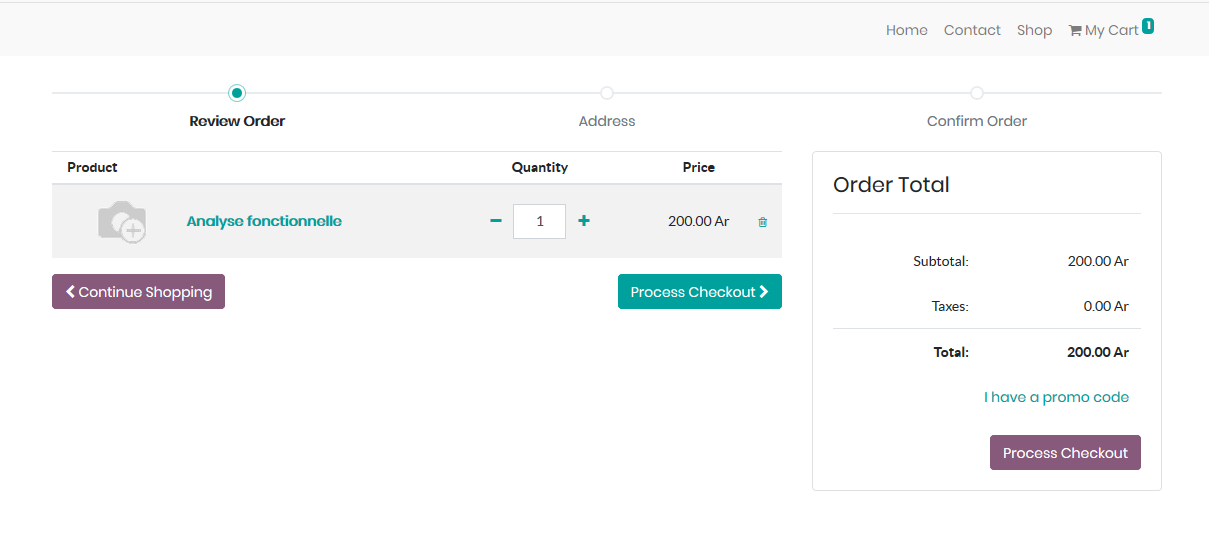 Home Contact Shop My Cart 1
Review Order Address Confirm Order
Product Quantity Price
Analyse fonctionnelle 1 200.00 Ar
Continue Shopping Process Checkout
Order Total
Subtotal: 200.00 Ar
Taxes: 0.00 Ar
Total: 200.00 Ar
I have a promo code
Process Checkout